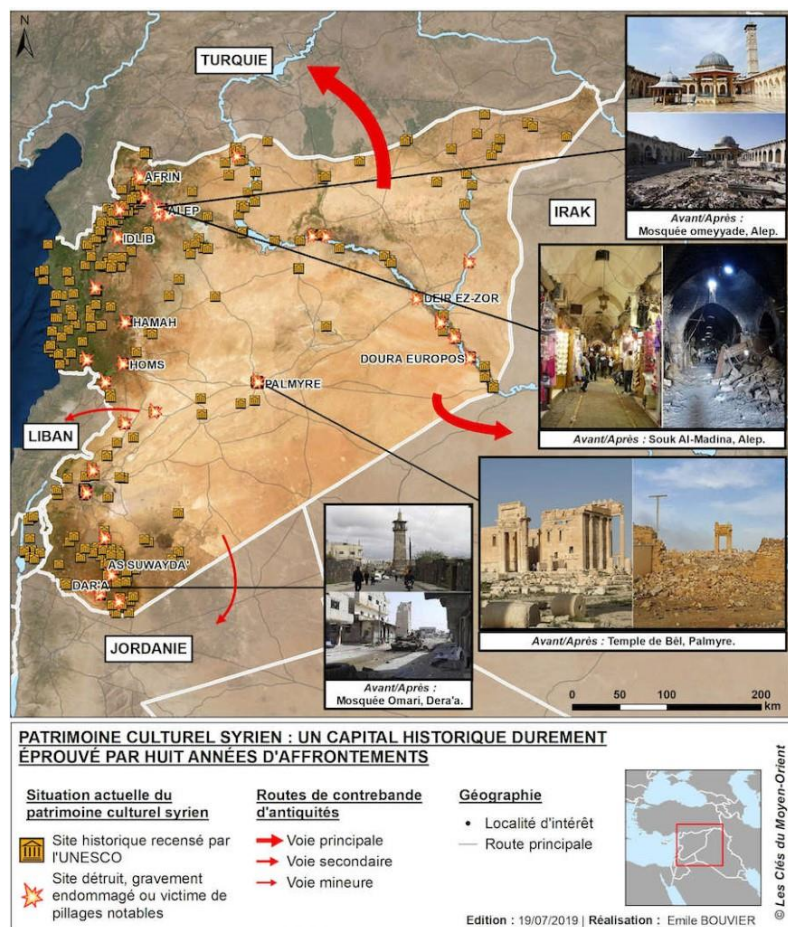 N
TURQUIE
AFRIN
ALEP
IDLIB
IRAK
DEIR EZ-ZOR
HAMAH
DOURA EUROPOS
HOMS
PALMYRE
LIBAN
AS SUWAYDA'
DAR'A
JORDANIE
Avant/Après :
Mosquée omeyyade, Alep.
Avant/Après : Souk Al-Madina, Alep.
Avant/Après : Temple de Bêl, Palmyre.
Avant/Après :
Mosquée Omari, Dera'a.
0 50 100 200
km
PATRIMOINE CULTUREL SYRIEN : UN CAPITAL HISTORIQUE DUREMENT
ÉPROUVÉ PAR HUIT ANNÉES D'AFFRONTEMENTS
Situation actuelle du
patrimoine culturel syrien
Site historique recensé par
l'UNESCO
Site détruit, gravement
endommagé ou victime de
pillages notables
Routes de contrebande
d'antiquités
Voie principale
Voie secondaire
Voie mineure
Géographie
Localité d'intérêt
Route principale
Edition : 19/07/2019 | Réalisation : Emile BOUVIER
© Les Clés du Moyen-Orient